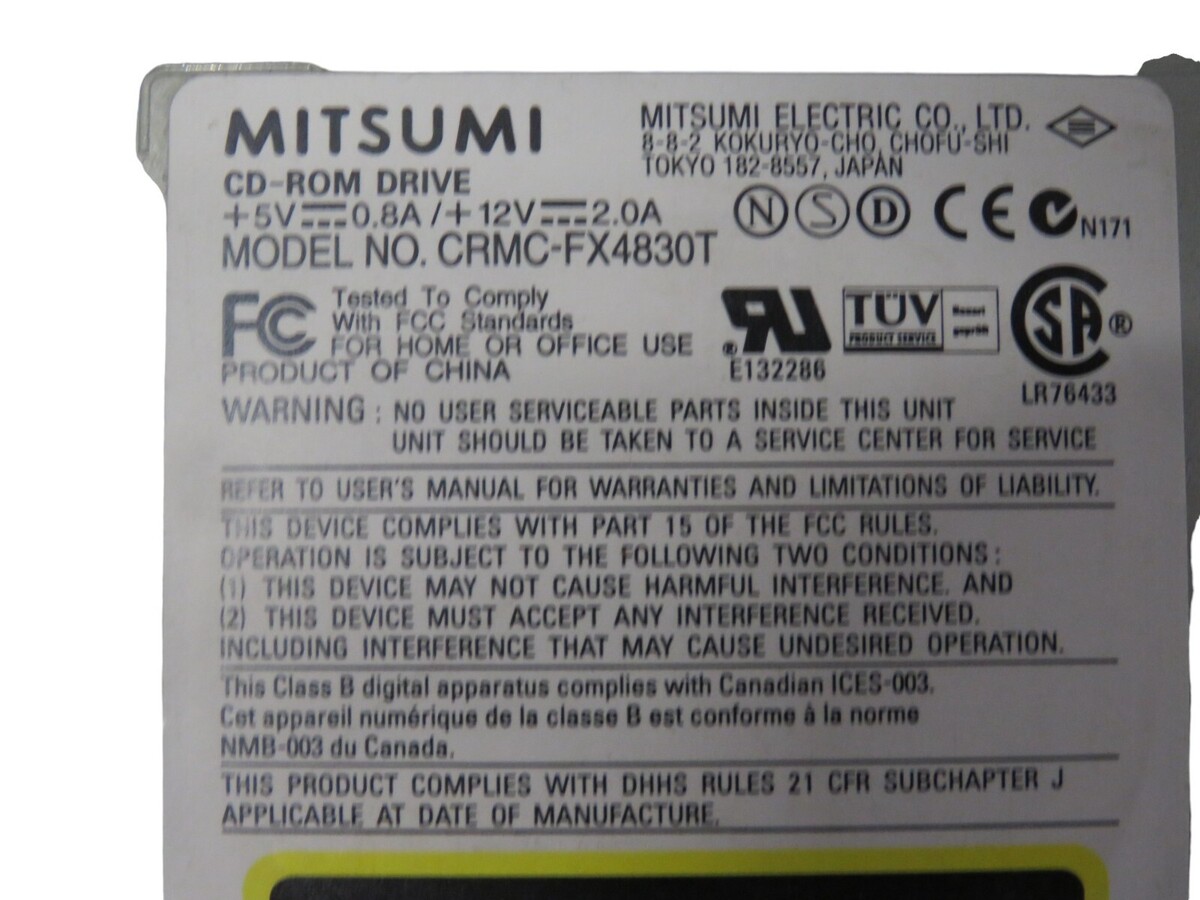 MITSUMI
MITSUMI ELECTRIC CO., LTD.
8-8-2 KOKURYO-CHO, CHOFU-SHI
TOKYO 182-8557, JAPAN
CD-ROM DRIVE
+5V⎓0.8A /+12V⎓2.0A
N S D CE N171
MODEL NO. CRMC-FX4830T
FC Tested To Comply
With FCC Standards
FOR HOME OR OFFICE USE
PRODUCT OF CHINA
RU ® E132286
TÜV
PRODUCT SERVICE
SA ®
LR76433
WARNING : NO USER SERVICEABLE PARTS INSIDE THIS UNIT
UNIT SHOULD BE TAKEN TO A SERVICE CENTER FOR SERVICE
REFER TO USER'S MANUAL FOR WARRANTIES AND LIMITATIONS OF LIABILITY.
THIS DEVICE COMPLIES WITH PART 15 OF THE FCC RULES.
OPERATION IS SUBJECT TO THE FOLLOWING TWO CONDITIONS :
(1) THIS DEVICE MAY NOT CAUSE HARMFUL INTERFERENCE. AND
(2) THIS DEVICE MUST ACCEPT ANY INTERFERENCE RECEIVED.
INCLUDING INTERFERENCE THAT MAY CAUSE UNDESIRED OPERATION.
This Class B digital apparatus complies with Canadian ICES-003.
Cet appareil numérique de la classe B est conforme à la norme
NMB-003 du Canada.
THIS PRODUCT COMPLIES WITH DHHS RULES 21 CFR SUBCHAPTER J
APPLICABLE AT DATE OF MANUFACTURE.